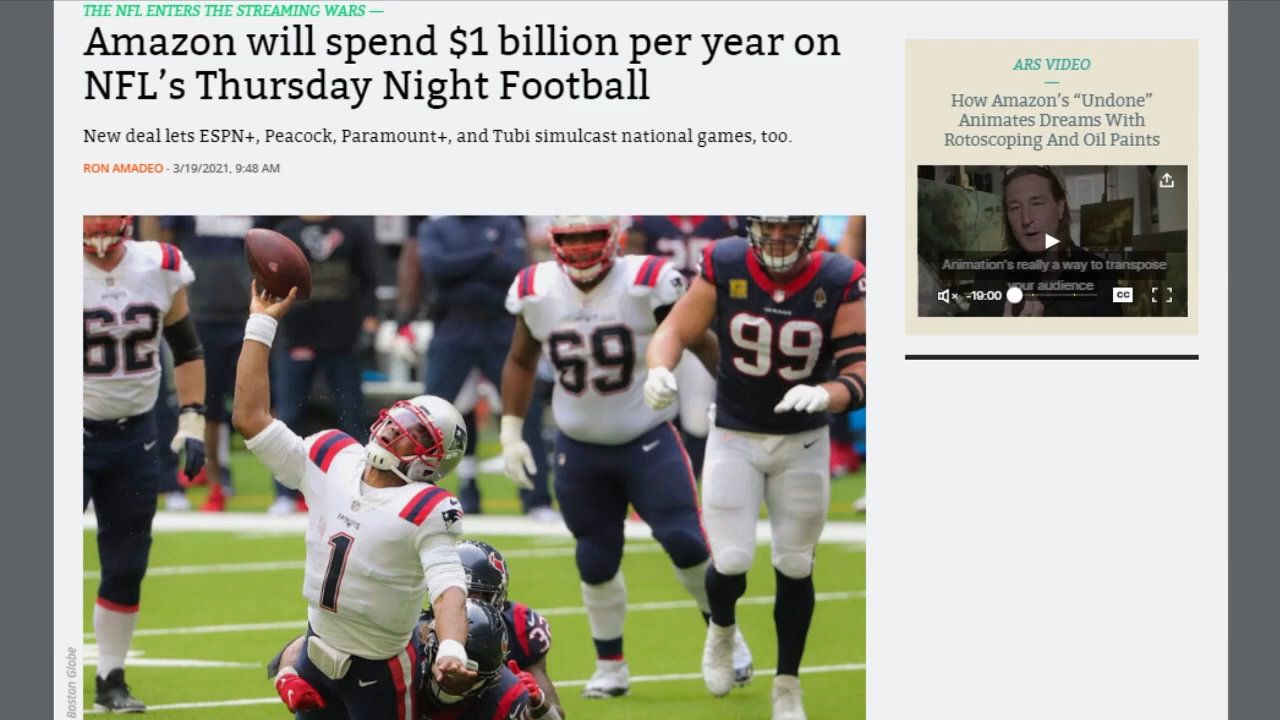 THE NFL ENTERS THE STREAMING WARS —
Amazon will spend $1 billion per year on
NFL’s Thursday Night Football
New deal lets ESPN+, Peacock, Paramount+, and Tubi simulcast national games, too.
RON AMADEO - 3/19/2021, 9:48 AM
ARS VIDEO
How Amazon’s “Undone”
Animates Dreams With
Rotoscoping And Oil Paints
Animation's really a way to transpose
your audience
-19:00
CC
62
69
99
PATRIOTS
1
Boston Globe